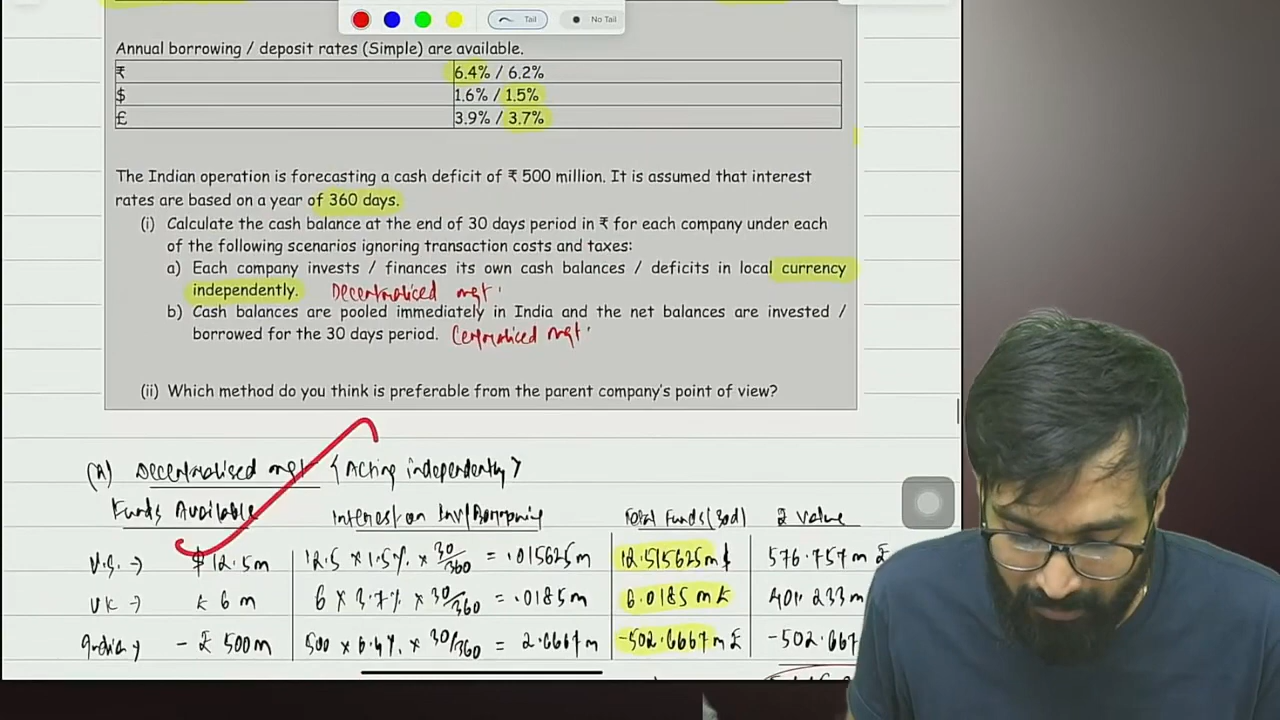 Tail
No Tail
Annual borrowing / deposit rates (Simple) are available.
₹ 6.4% / 6.2%
$ 1.6% / 1.5%
£ 3.9% / 3.7%
The Indian operation is forecasting a cash deficit of ₹ 500 million. It is assumed that interest
rates are based on a year of 360 days.
(i) Calculate the cash balance at the end of 30 days period in ₹ for each company under each
of the following scenarios ignoring transaction costs and taxes:
a) Each company invests / finances its own cash balances / deficits in local currency
independently. Decentralised mgt.
b) Cash balances are pooled immediately in India and the net balances are invested /
borrowed for the 30 days period. Centralised mgt.
(ii) Which method do you think is preferable from the parent company's point of view?
(A) Decentralised mgt {Acting independently}
Funds Available Interest on Inv/Borrowing Total Funds (30d) ₹ Value
U.S. → $ 12.5m 12.5 × 1.5% × 30/360 = .015625m 12.515625m $ 576.757m ₹
UK → £ 6m 6 × 3.7% × 30/360 = .0185m 6.0185m £ 401.233m
India → - ₹ 500m 500 × 6.4% × 30/360 = 2.6667m -502.6667m ₹ -502.667